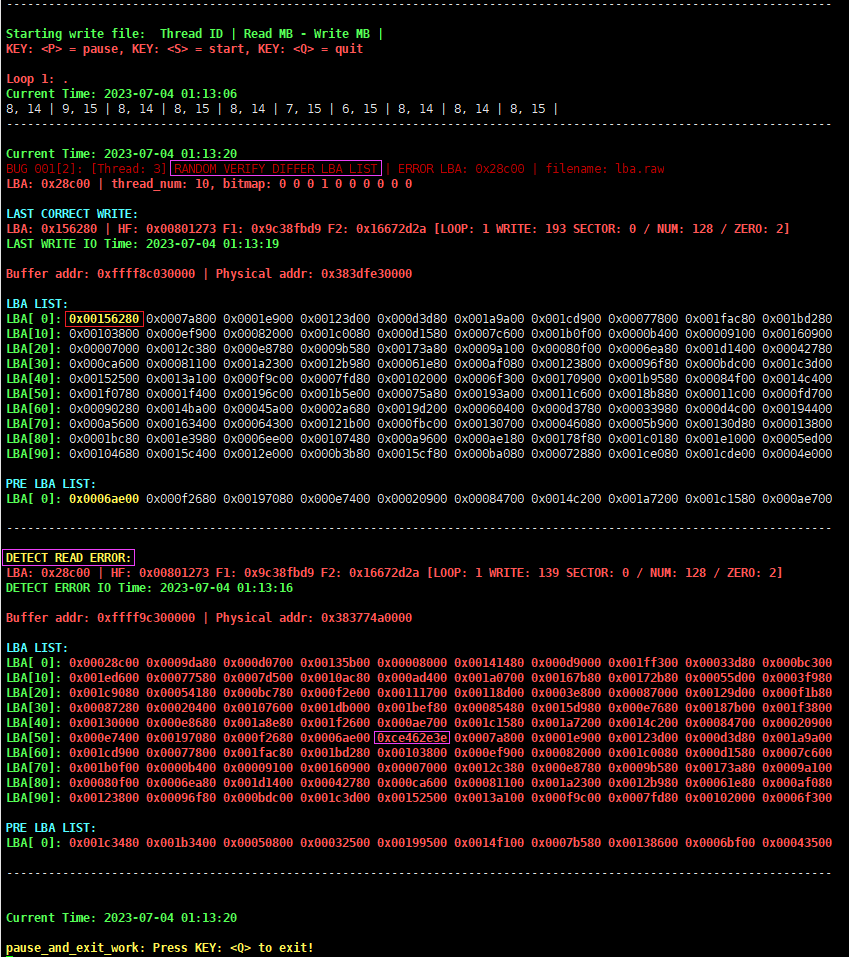 --------------------------------------------------------------------------------------------------------------
Starting write file:  Thread ID | Read MB - Write MB |
KEY: <P> = pause, KEY: <S> = start, KEY: <Q> = quit
Loop 1: .
Current Time: 2023-07-04 01:13:06
8, 14 | 9, 15 | 8, 14 | 8, 15 | 8, 14 | 7, 15 | 6, 15 | 8, 14 | 8, 14 | 8, 15 |
--------------------------------------------------------------------------------------------------------------
Current Time: 2023-07-04 01:13:20
BUG 001[2]: [Thread: 3] RANDOM VERIFY DIFFER LBA LIST | ERROR LBA: 0x28c00 | filename: lba.raw
LBA: 0x28c00 | thread_num: 10, bitmap: 0 0 0 1 0 0 0 0 0 0
LAST CORRECT WRITE:
LBA: 0x156280 | HF: 0x00801273 F1: 0x9c38fbd9 F2: 0x16672d2a [LOOP: 1 WRITE: 193 SECTOR: 0 / NUM: 128 / ZERO: 2]
LAST WRITE IO Time: 2023-07-04 01:13:19
Buffer addr: 0xffff8c030000 | Physical addr: 0x383dfe30000
LBA LIST:
LBA[ 0]: 0x00156280 0x0007a800 0x0001e900 0x00123d00 0x000d3d80 0x001a9a00 0x001cd900 0x00077800 0x001fac80 0x001bd280
LBA[10]: 0x00103800 0x000ef900 0x00082000 0x001c0080 0x000d1580 0x0007c600 0x001b0f00 0x0000b400 0x00009100 0x00160900
LBA[20]: 0x00007000 0x0012c380 0x000e8780 0x0009b580 0x00173a80 0x0009a100 0x00080f00 0x0006ea80 0x001d1400 0x00042780
LBA[30]: 0x000ca600 0x00081100 0x001a2300 0x0012b980 0x00061e80 0x000af080 0x00123800 0x00096f80 0x000bdc00 0x001c3d00
LBA[40]: 0x00152500 0x0013a100 0x000f9c00 0x0007fd80 0x00102000 0x0006f300 0x00170900 0x001b9580 0x00084f00 0x0014c400
LBA[50]: 0x001f0780 0x0001f400 0x00196c00 0x001b5e00 0x00075a80 0x00193a00 0x0011c600 0x0018b880 0x00011c00 0x000fd700
LBA[60]: 0x00090280 0x0014ba00 0x00045a00 0x0002a680 0x0019d200 0x00060400 0x000d3780 0x00033980 0x000d4c00 0x00194400
LBA[70]: 0x000a5600 0x00163400 0x00064300 0x00121b00 0x000fbc00 0x00130700 0x00046080 0x0005b900 0x00130d80 0x00013800
LBA[80]: 0x0001bc80 0x001e3980 0x0006ee00 0x00107480 0x000a9600 0x000ae180 0x00178f80 0x001c0180 0x001e1000 0x0005ed00
LBA[90]: 0x00104680 0x0015c400 0x0012e000 0x000b3b80 0x0015cf80 0x000ba080 0x00072880 0x001ce080 0x001cde00 0x0004e000
PRE LBA LIST:
LBA[ 0]: 0x0006ae00 0x000f2680 0x00197080 0x000e7400 0x00020900 0x00084700 0x0014c200 0x001a7200 0x001c1580 0x000ae700
--------------------------------------------------------------------------------------------------------------
DETECT READ ERROR:
LBA: 0x28c00 | HF: 0x00801273 F1: 0x9c38fbd9 F2: 0x16672d2a [LOOP: 1 WRITE: 139 SECTOR: 0 / NUM: 128 / ZERO: 2]
DETECT ERROR IO Time: 2023-07-04 01:13:16
Buffer addr: 0xffff9c300000 | Physical addr: 0x383774a0000
LBA LIST:
LBA[ 0]: 0x00028c00 0x0009da80 0x000d0700 0x00135b00 0x00008000 0x00141480 0x000d9000 0x001ff300 0x00033d80 0x000bc300
LBA[10]: 0x001ed600 0x00077580 0x0007d500 0x0010ac80 0x000ad400 0x001a0700 0x00167b80 0x00172b80 0x00055d00 0x0003f980
LBA[20]: 0x001c9080 0x00054180 0x000bc780 0x000f2e00 0x00111700 0x00118d00 0x0003e800 0x00087000 0x00129d00 0x000f1b80
LBA[30]: 0x00087280 0x00020400 0x00107600 0x001db000 0x001bef80 0x00085480 0x0015d980 0x000e7680 0x00187b00 0x001f3800
LBA[40]: 0x00130000 0x000e8680 0x001a8e80 0x001f2600 0x000ae700 0x001c1580 0x001a7200 0x0014c200 0x00084700 0x00020900
LBA[50]: 0x000e7400 0x00197080 0x000f2680 0x0006ae00 0xce462e3e 0x0007a800 0x0001e900 0x00123d00 0x000d3d80 0x001a9a00
LBA[60]: 0x001cd900 0x00077800 0x001fac80 0x001bd280 0x00103800 0x000ef900 0x00082000 0x001c0080 0x000d1580 0x0007c600
LBA[70]: 0x001b0f00 0x0000b400 0x00009100 0x00160900 0x00007000 0x0012c380 0x000e8780 0x0009b580 0x00173a80 0x0009a100
LBA[80]: 0x00080f00 0x0006ea80 0x001d1400 0x00042780 0x000ca600 0x00081100 0x001a2300 0x0012b980 0x00061e80 0x000af080
LBA[90]: 0x00123800 0x00096f80 0x000bdc00 0x001c3d00 0x00152500 0x0013a100 0x000f9c00 0x0007fd80 0x00102000 0x0006f300
PRE LBA LIST:
LBA[ 0]: 0x001c3480 0x001b3400 0x00050800 0x00032500 0x00199500 0x0014f100 0x0007b580 0x00138600 0x0006bf00 0x00043500
--------------------------------------------------------------------------------------------------------------
Current Time: 2023-07-04 01:13:20
pause_and_exit_work: Press KEY: <Q> to exit!